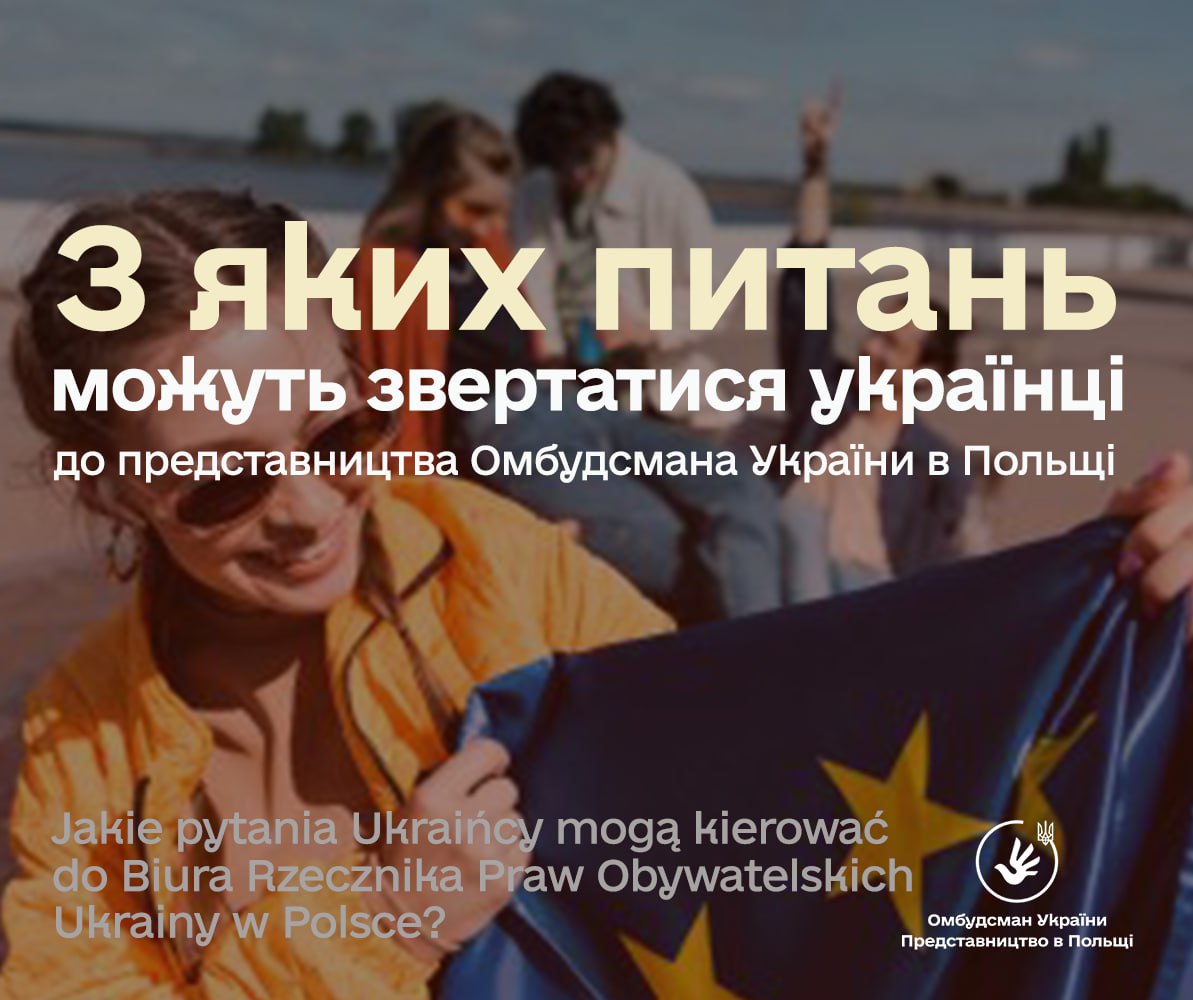 З яких питань
можуть звертатися українці
до представництва Омбудсмана України в Польщі
Jakie pytania Ukraińcy mogą kierować
do Biura Rzecznika Praw Obywatelskich
Ukrainy w Polsce?
Омбудсман України
Представництво в Польщі